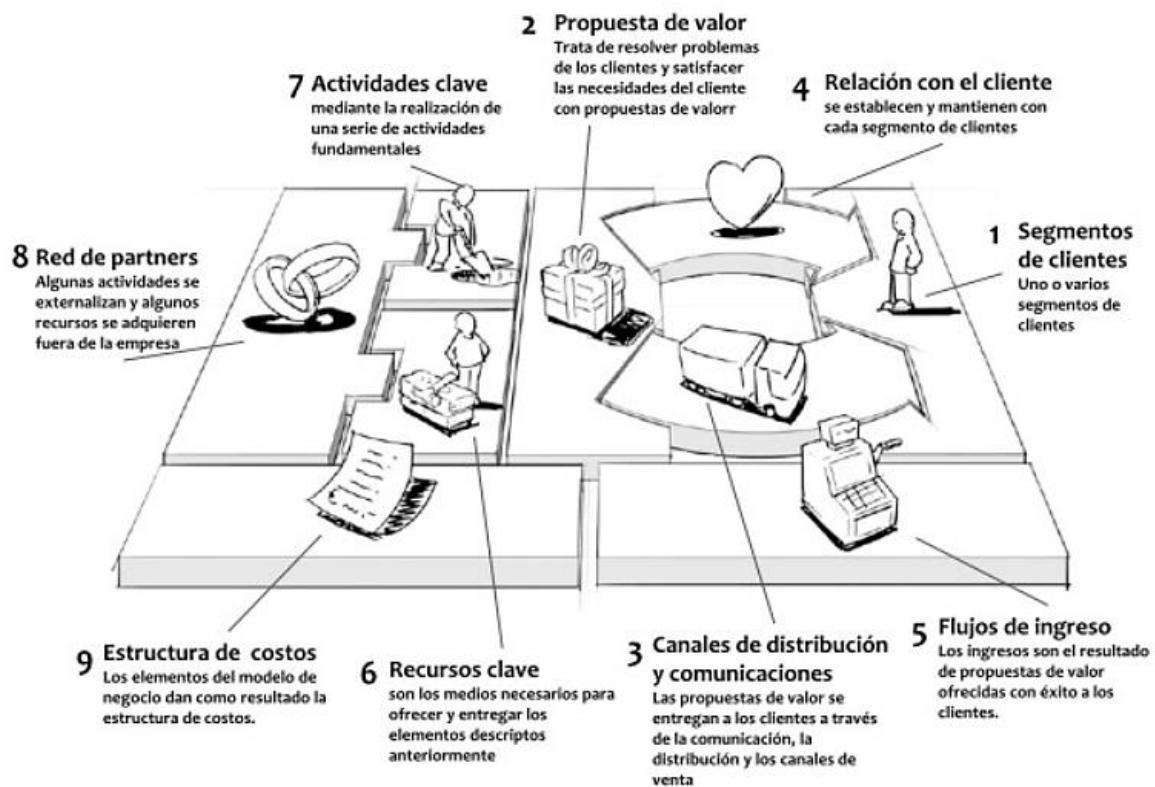 2 Propuesta de valor
Trata de resolver problemas
de los clientes y satisfacer
las necesidades del cliente
con propuestas de valorr
7 Actividades clave
mediante la realización de
una serie de actividades
fundamentales
4 Relación con el cliente
se establecen y mantienen con
cada segmento de clientes
8 Red de partners
Algunas actividades se
externalizan y algunos
recursos se adquieren
fuera de la empresa
1 Segmentos
de clientes
Uno o varios
segmentos de
clientes
9 Estructura de costos
Los elementos del modelo de
negocio dan como resultado la
estructura de costos.
6 Recursos clave
son los medios necesarios para
ofrecer y entregar los
elementos descriptos
anteriormente
3 Canales de distribución
y comunicaciones
Las propuestas de valor se
entregan a los clientes a través
de la comunicación, la
distribución y los canales de
venta
5 Flujos de ingreso
Los ingresos son el resultado
de propuestas de valor
ofrecidas con éxito a los
clientes.